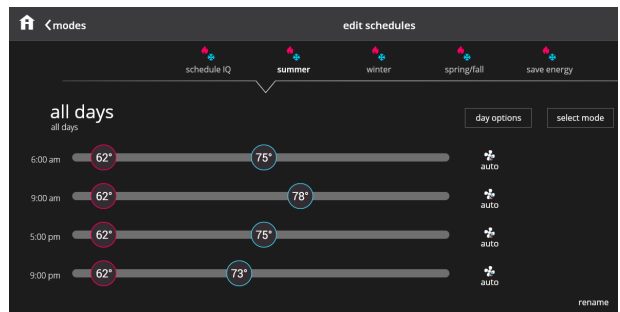 modes edit schedules
schedule IQ summer winter spring/fall save energy
all days
all days
day options select mode
6:00 am 62° 75° auto
9:00 am 62° 78° auto
5:00 pm 62° 75° auto
9:00 pm 62° 73° auto
rename